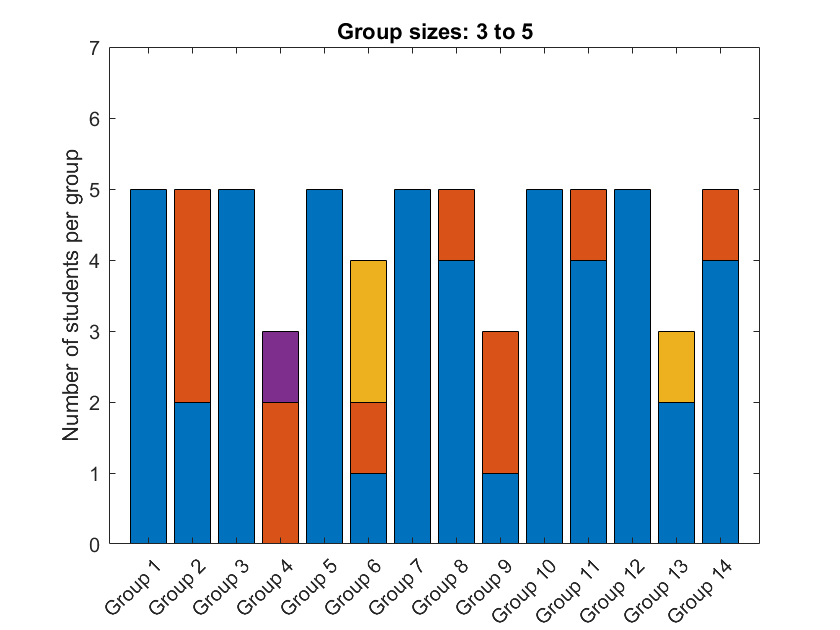 Group sizes: 3 to 5
7
6
5
4
3
2
1
0
Number of students per group
Group 1
Group 2
Group 3
Group 4
Group 5
Group 6
Group 7
Group 8
Group 9
Group 10
Group 11
Group 12
Group 13
Group 14